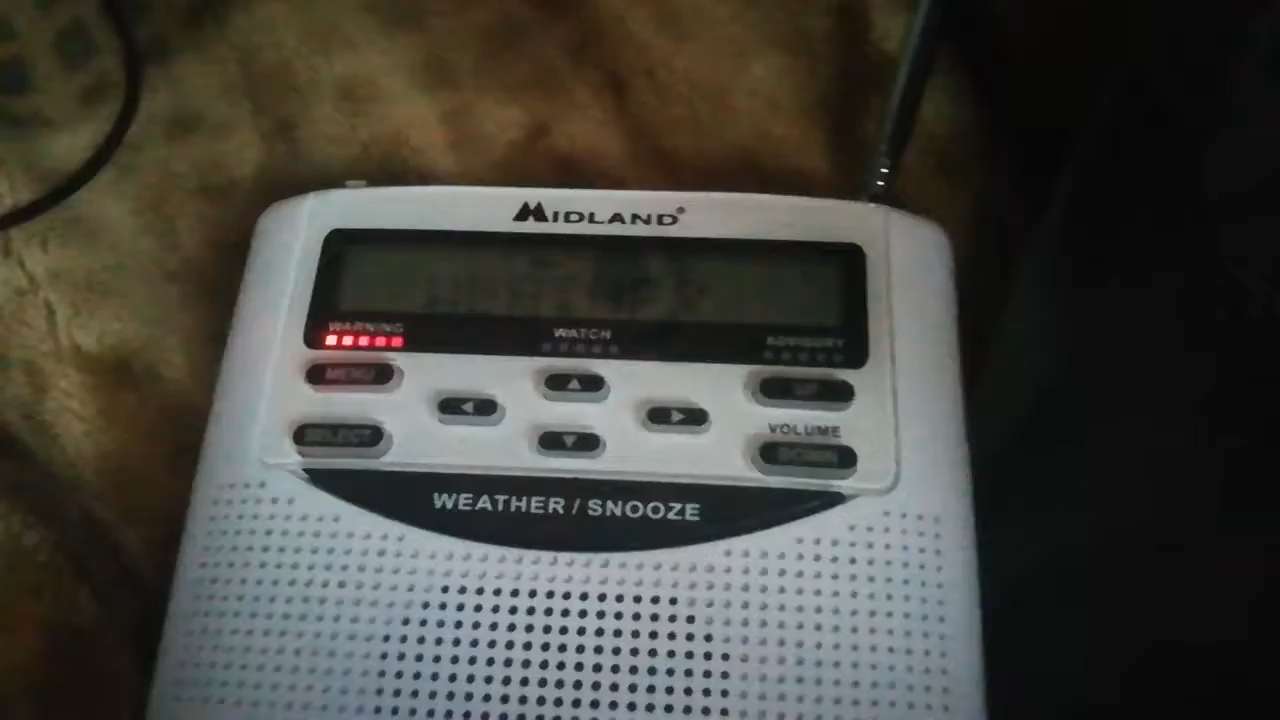 MIDLAND®
WARNING
WATCH
ADVISORY
MENU
UP
SELECT
VOLUME
DOWN
WEATHER / SNOOZE